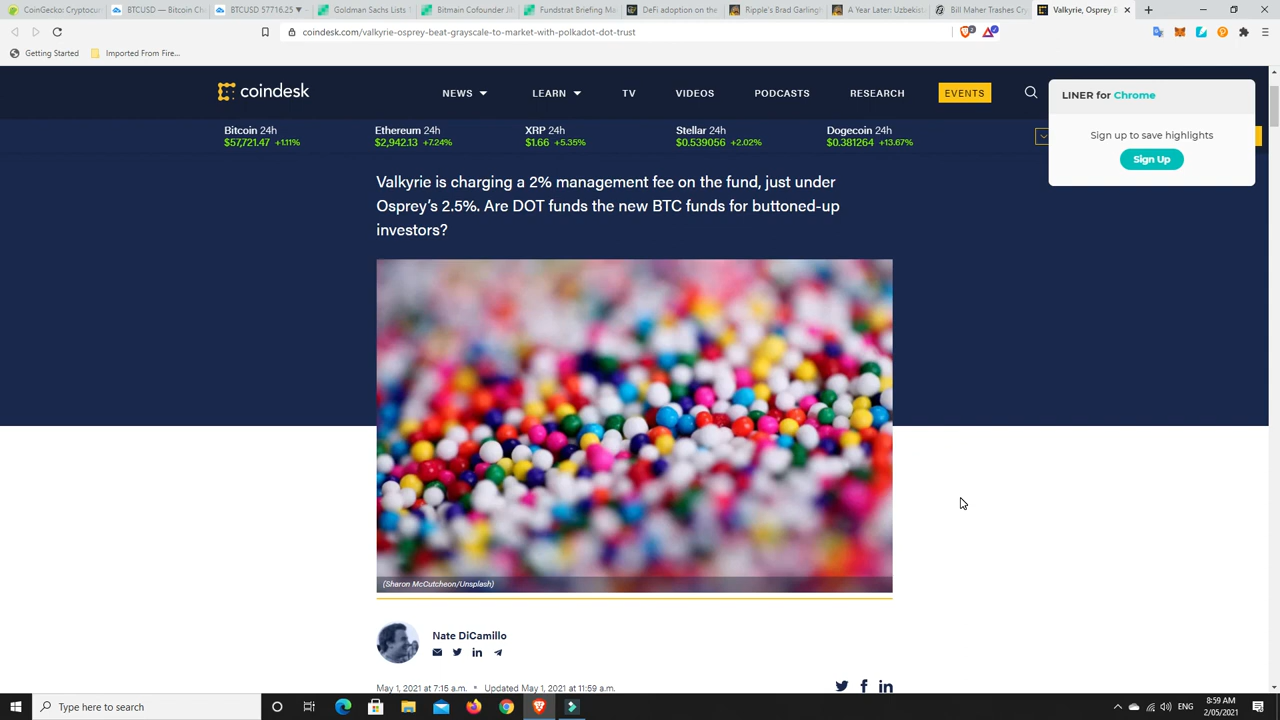 CoinGecko: Cryptocur
BTCUSD — Bitcoin Ch
BTCUSD 57716.25 ▼
Goldman Sachs Lists
Bitmain Cofounder Jih
Fundstrat Briefing Mo
DeFi adoption on the
Ripple's Brad Garling
A Year Later: Uzbekist
Bill Maher Trashes Cry
Valkyrie, Osprey B
coindesk.com/valkyrie-osprey-beat-grayscale-to-market-with-polkadot-dot-trust
Getting Started
Imported From Fire...
coindesk
NEWS
LEARN
TV
VIDEOS
PODCASTS
RESEARCH
EVENTS
LINER for Chrome
Sign up to save highlights
Sign Up
Bitcoin 24h
$57,721.47 +1.11%
Ethereum 24h
$2,942.13 +7.24%
XRP 24h
$1.66 +5.35%
Stellar 24h
$0.539056 +2.02%
Dogecoin 24h
$0.381264 +13.67%
Valkyrie is charging a 2% management fee on the fund, just under
Osprey's 2.5%. Are DOT funds the new BTC funds for buttoned-up
investors?
(Sharon McCutcheon/Unsplash)
Nate DiCamillo
May 1, 2021 at 7:15 a.m. • Updated May 1, 2021 at 11:59 a.m.
Type here to search
ENG
8:59 AM
2/05/2021